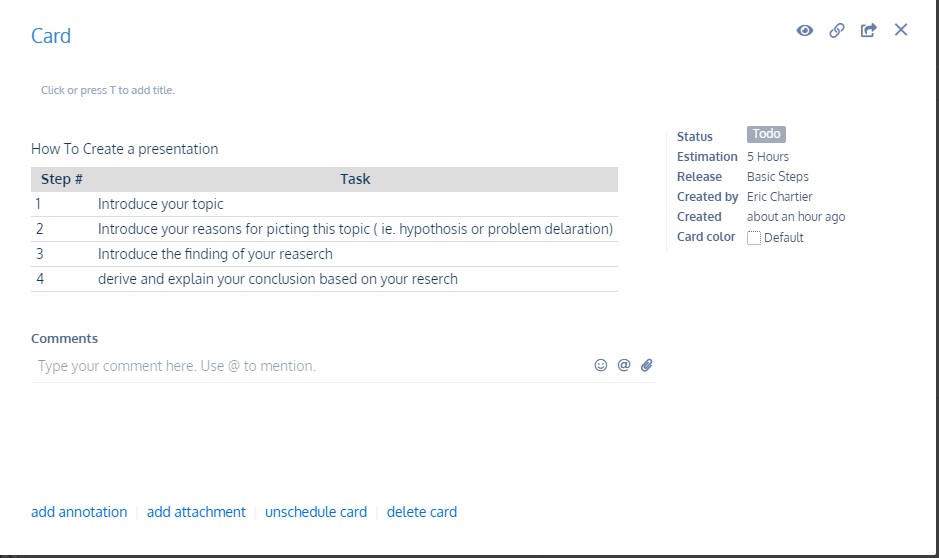 Card
Click or press T to add title.
How To Create a presentation
Step # Task
1 Introduce your topic
2 Introduce your reasons for picting this topic ( ie. hypothosis or problem delaration)
3 Introduce the finding of your reaserch
4 derive and explain your conclusion based on your reserch
Status Todo
Estimation 5 Hours
Release Basic Steps
Created by Eric Chartier
Created about an hour ago
Card color Default
Comments
Type your comment here. Use @ to mention.
add annotation add attachment unschedule card delete card